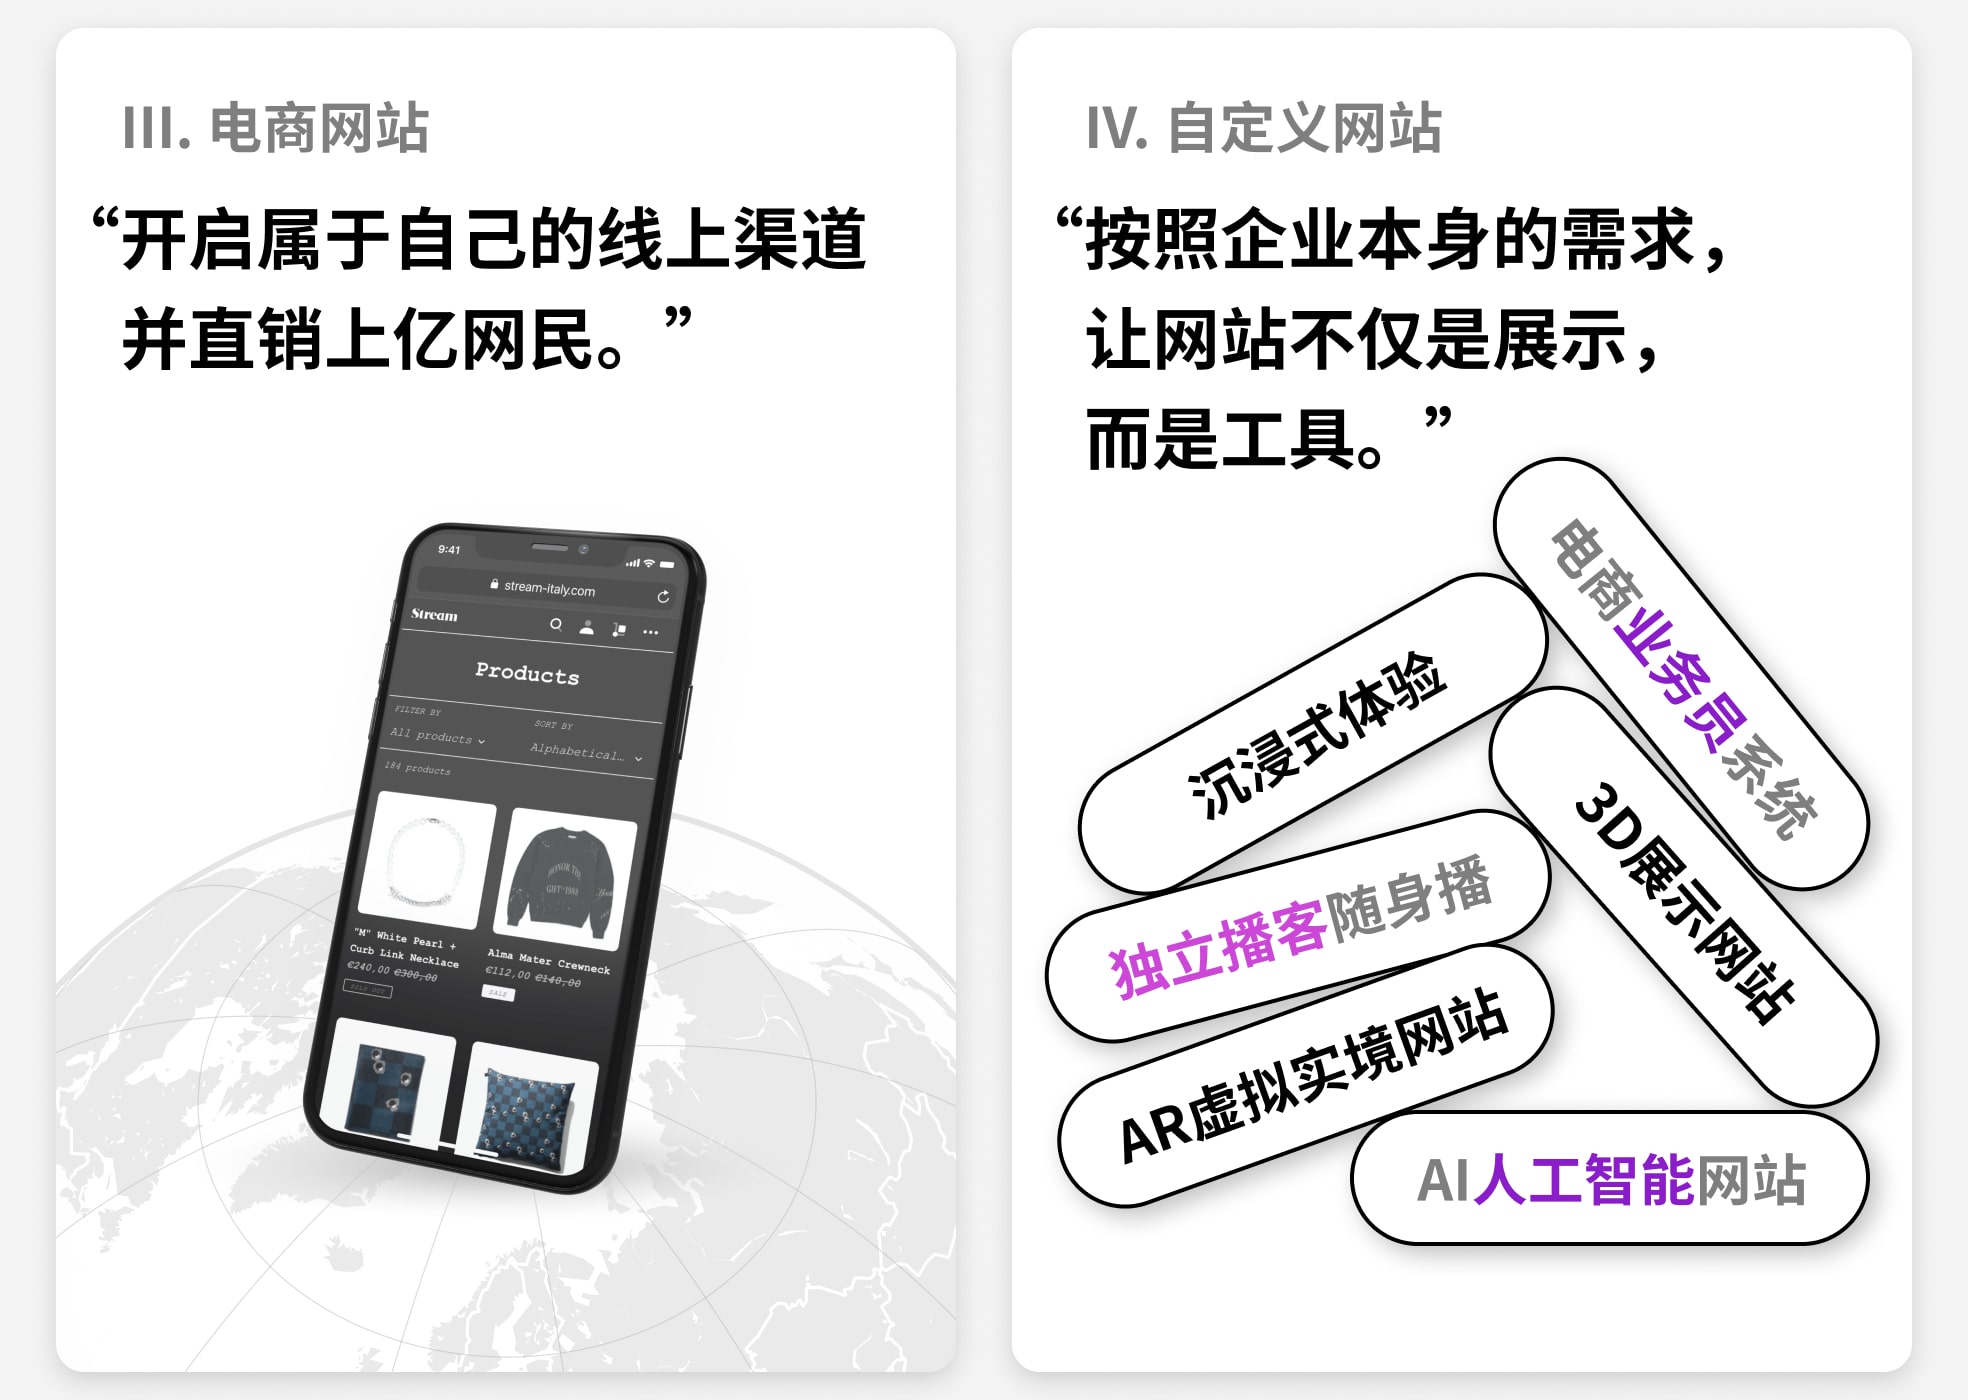 III. 电商网站
“开启属于自己的线上渠道
并直销上亿网民。”
9:41
stream-italy.com
Stream
Products
FILTER BY
SORT BY
All products
Alphabetical...
184 products
HONOR THE
GIFT 1988
"M" White Pearl +
Curb Link Necklace
€240,00 €300,00
SOLD OUT
Alma Mater Crewneck
€112,00 €140,00
SALE
IV. 自定义网站
“按照企业本身的需求，
让网站不仅是展示，
而是工具。”
电商业务员系统
沉浸式体验
3D展示网站
独立播客随身播
AR虚拟实境网站
AI人工智能网站